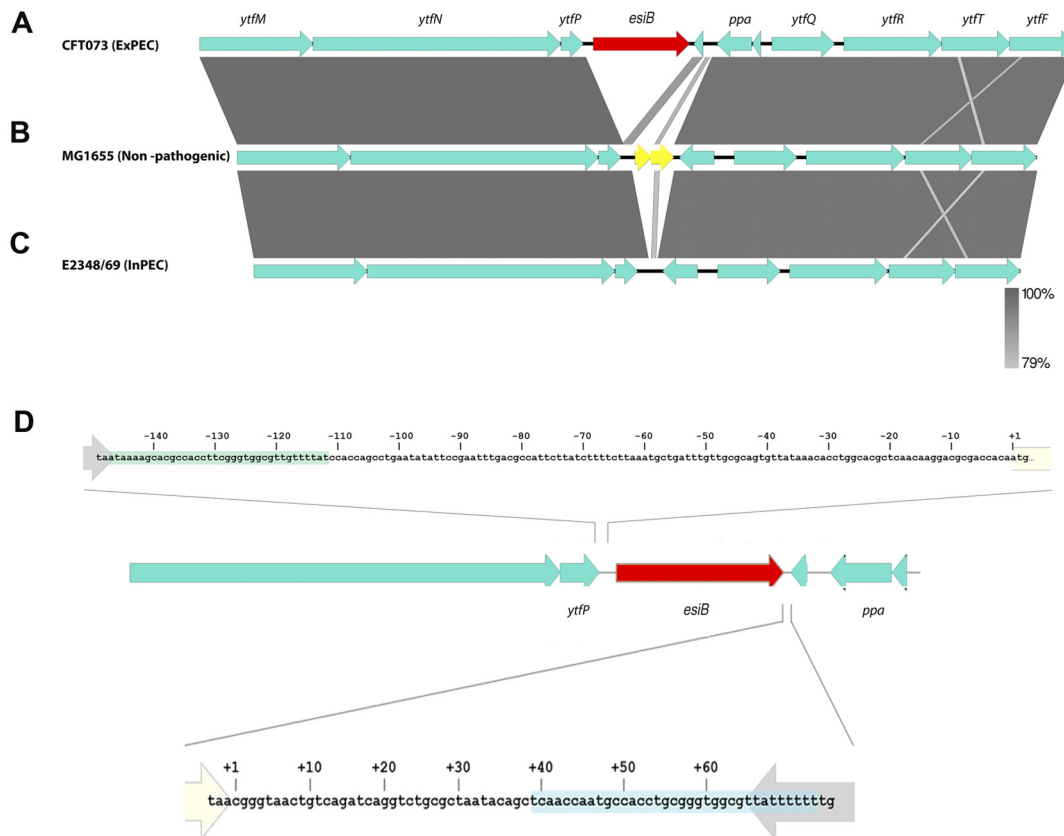 A
ytfM ytfN ytfP esiB ppa ytfQ ytfR ytfT ytfF
CFT073 (ExPEC)
B
MG1655 (Non -pathogenic)
C
E2348/69 (InPEC)
100%
79%
D
-140 -130 -120 -110 -100 -90 -80 -70 -60 -50 -40 -30 -20 -10 +1
taataaaagcacgccaccttcgggtggcgttgttttatccaccagcctgaatatattccgaatttgacgccattcttatcttttcttaaatgctgatttgttgcgcagtgttataaacacctggcacgctcaacaaggacgcgaccacaatg...
ytfP esiB ppa
+1 +10 +20 +30 +40 +50 +60
taacgggtaactgtcagatcaggtctgcgctaatacagctcaaccaatgccacctgcgggtggcgttatttttttg